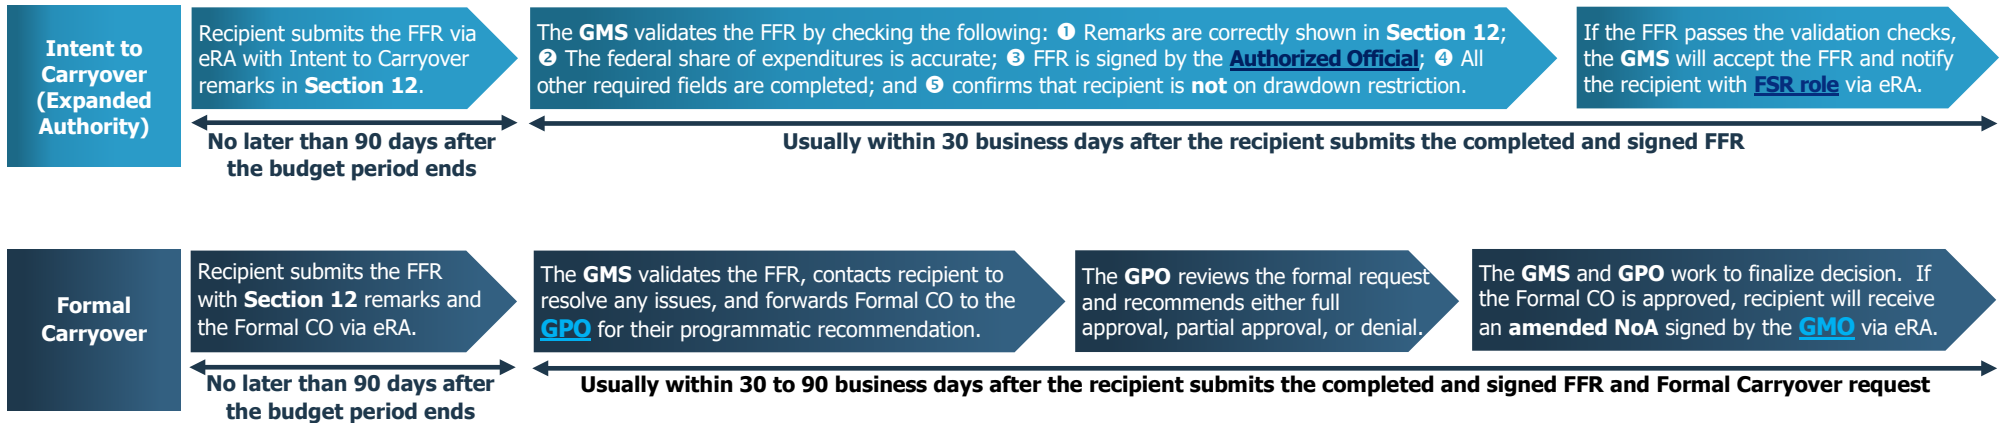 Intent to
Carryover
(Expanded
Authority)
Recipient submits the FFR via
eRA with Intent to Carryover
remarks in Section 12.
The GMS validates the FFR by checking the following: ❶ Remarks are correctly shown in Section 12;
❷ The federal share of expenditures is accurate; ❸ FFR is signed by the Authorized Official; ❹ All
other required fields are completed; and ❺ confirms that recipient is not on drawdown restriction.
If the FFR passes the validation checks,
the GMS will accept the FFR and notify
the recipient with FSR role via eRA.
No later than 90 days after
the budget period ends
Usually within 30 business days after the recipient submits the completed and signed FFR
Formal
Carryover
Recipient submits the FFR
with Section 12 remarks and
the Formal CO via eRA.
The GMS validates the FFR, contacts recipient to
resolve any issues, and forwards Formal CO to the
GPO for their programmatic recommendation.
The GPO reviews the formal request
and recommends either full
approval, partial approval, or denial.
The GMS and GPO work to finalize decision.  If
the Formal CO is approved, recipient will receive
an amended NoA signed by the GMO via eRA.
No later than 90 days after
the budget period ends
Usually within 30 to 90 business days after the recipient submits the completed and signed FFR and Formal Carryover request